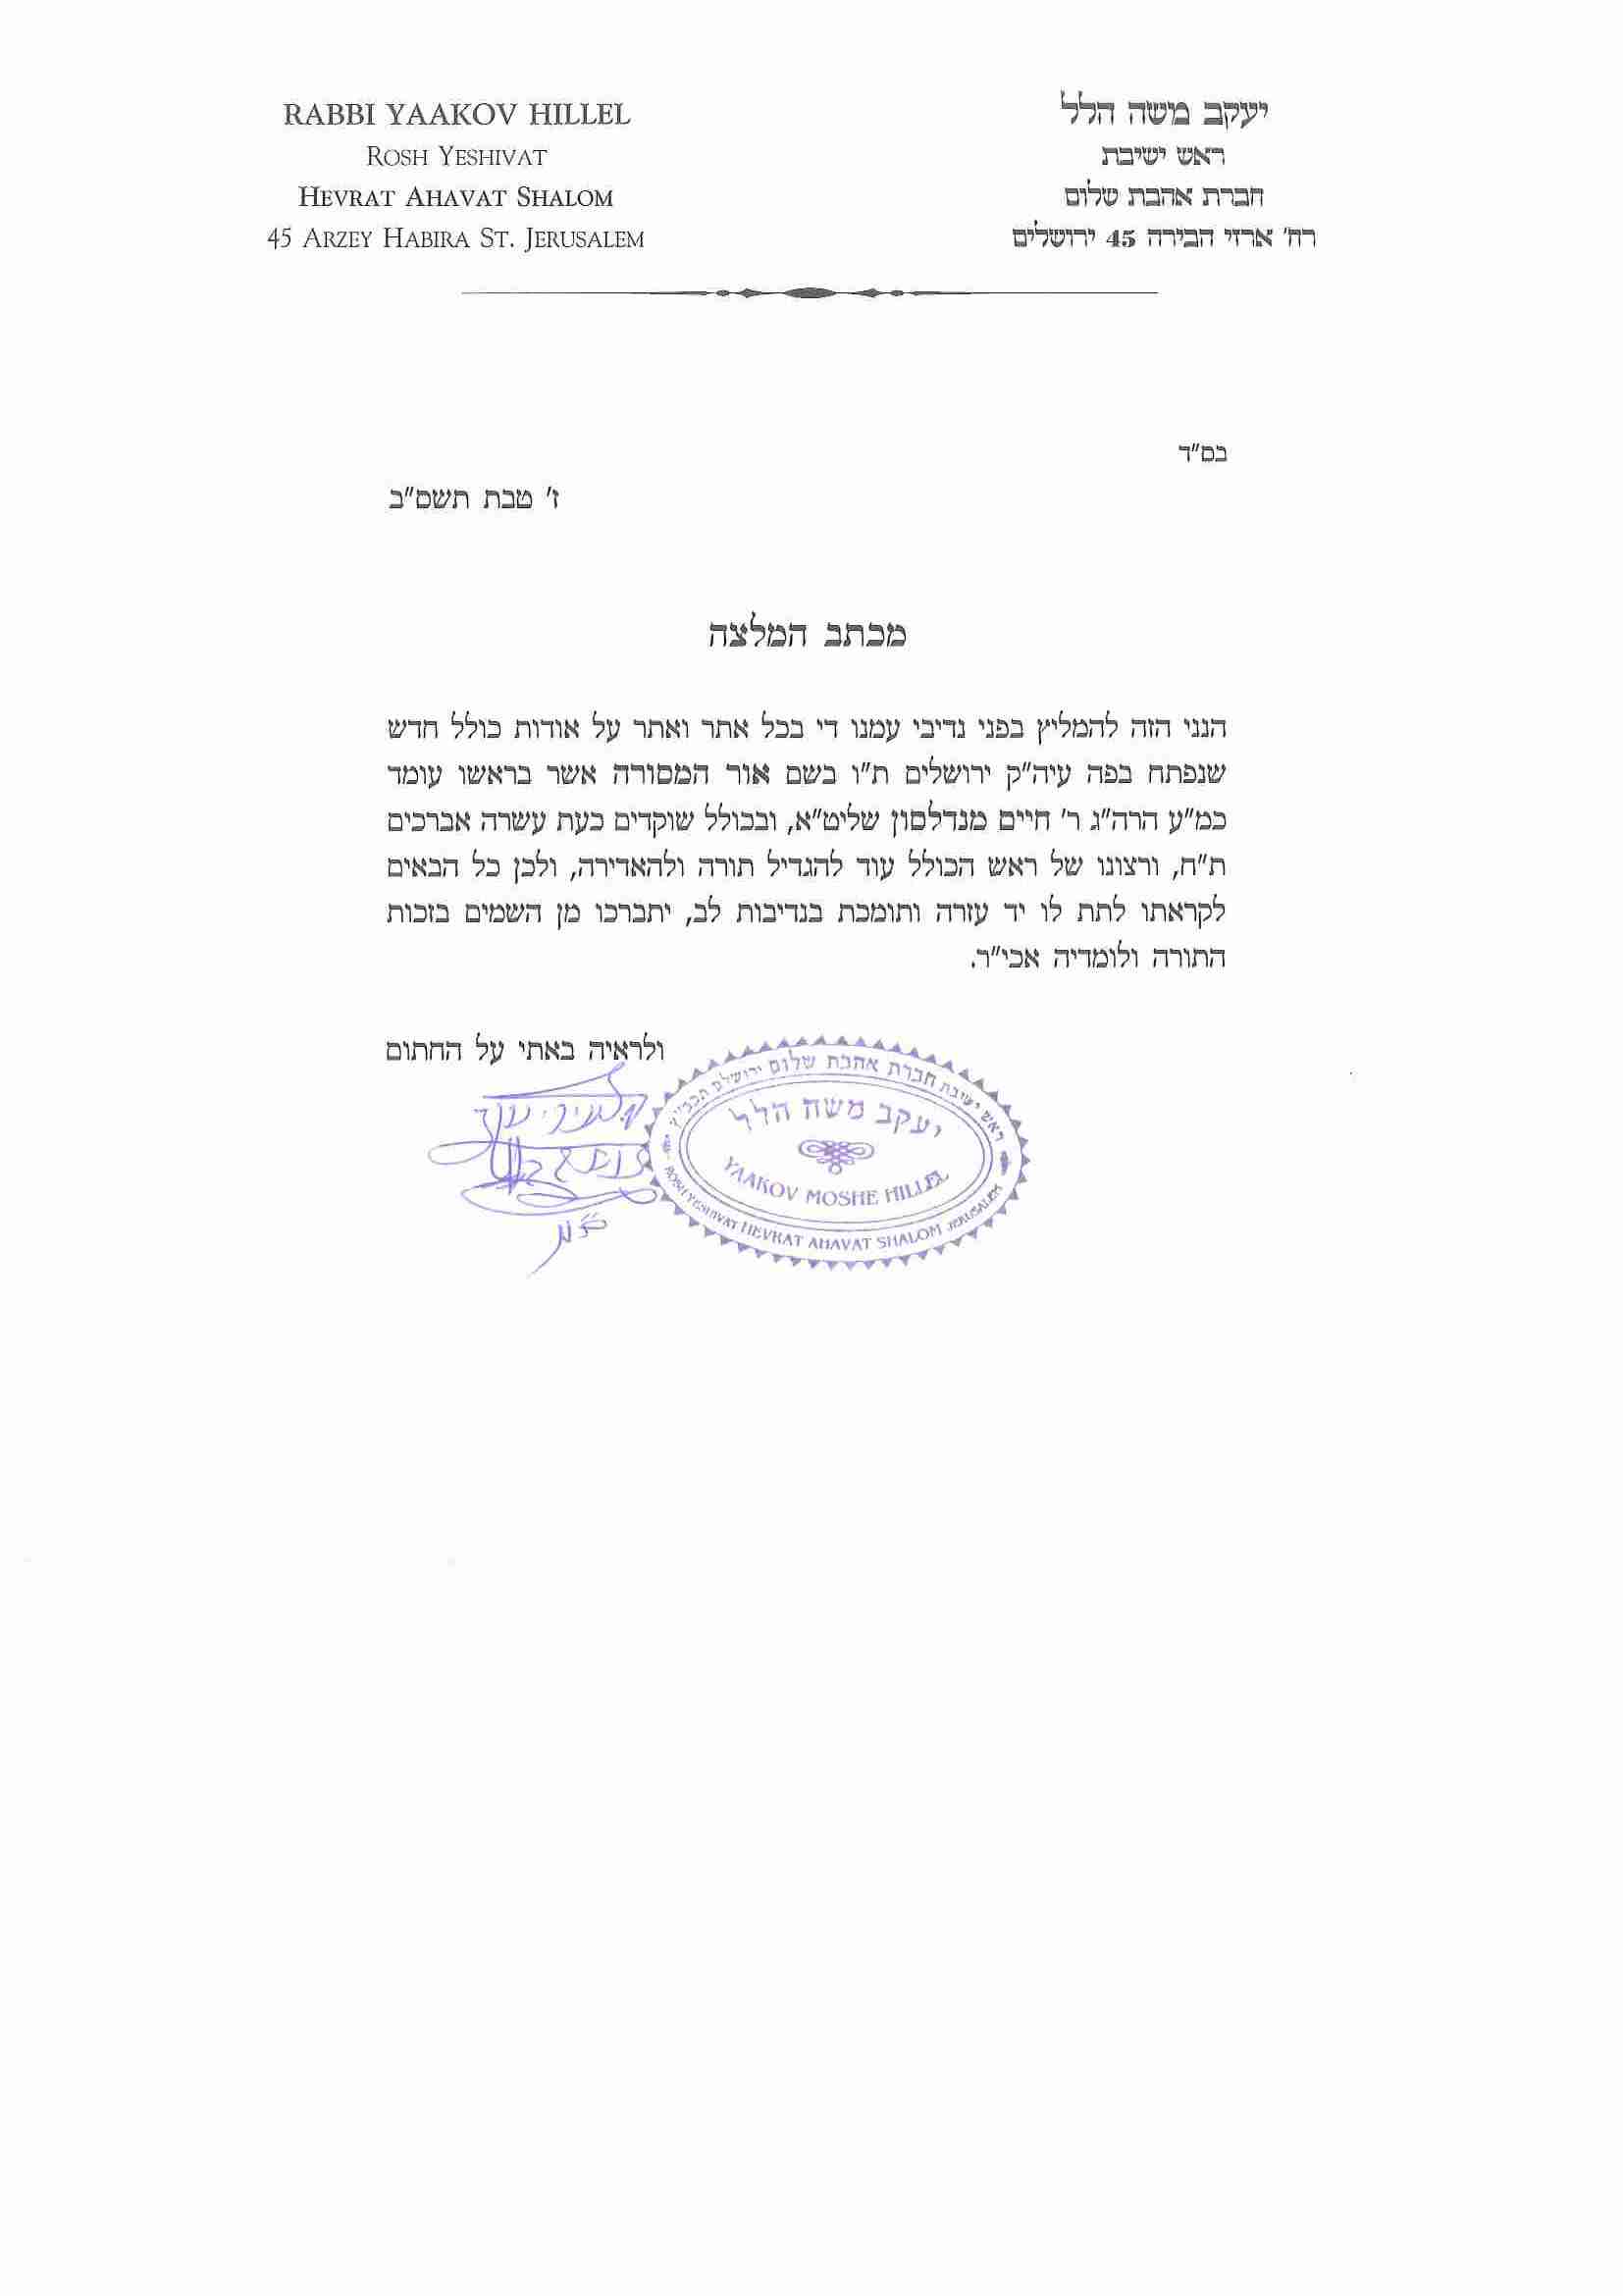 RABBI YAAKOV HILLEL
ROSH YESHIVAT
HEVRAT AHAVAT SHALOM
45 ARZEY HABIRA ST. JERUSALEM
יעקב משה הלל
ראש ישיבת
חברת אהבת שלום
רח' ארזי הבירה 45 ירושלים
בס"ד
ז' טבת תשס"ב
מכתב המלצה
הנני הזה להמליץ בפני נדיבי עמנו די בכל אתר ואתר על אודות כולל חדש
שנפתח בפה עיה"ק ירושלים ת"ו בשם אור המסורה אשר בראשו עומד
כמ"ע הרה"ג ר' חיים מנדלסון שליט"א, ובכולל שוקדים כעת עשרה אברכים
ת"ח, ורצונו של ראש הכולל עוד להגדיל תורה ולהאדירה, ולכן כל הבאים
לקראתו לתת לו יד עזרה ותומכת בנדיבות לב, יתברכו מן השמים בזכות
התורה ולומדיה אכי"ר.
ולראיה באתי על החתום
ראש ישיבת חברת אהבת שלום ירושלם תבב"ץ
יעקב משה הלל
YAAKOV MOSHE HILLEL
ROSH YESHIVAT HEVRAT AHAVAT SHALOM JERUSALEM